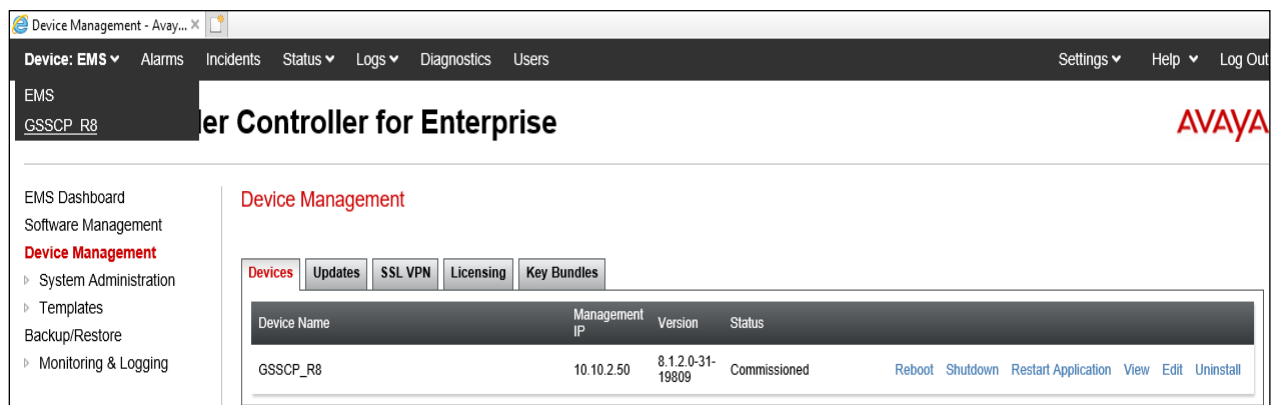 Device Management - Avay...
Device: EMS Alarms Incidents Status Logs Diagnostics Users Settings Help Log Out
EMS
GSSCP_R8
er Controller for Enterprise
AVAYA
EMS Dashboard
Software Management
Device Management
System Administration
Templates
Backup/Restore
Monitoring & Logging
Device Management
Devices Updates SSL VPN Licensing Key Bundles
Device Name Management IP Version Status
GSSCP_R8 10.10.2.50 8.1.2.0-31-19809 Commissioned Reboot Shutdown Restart Application View Edit Uninstall